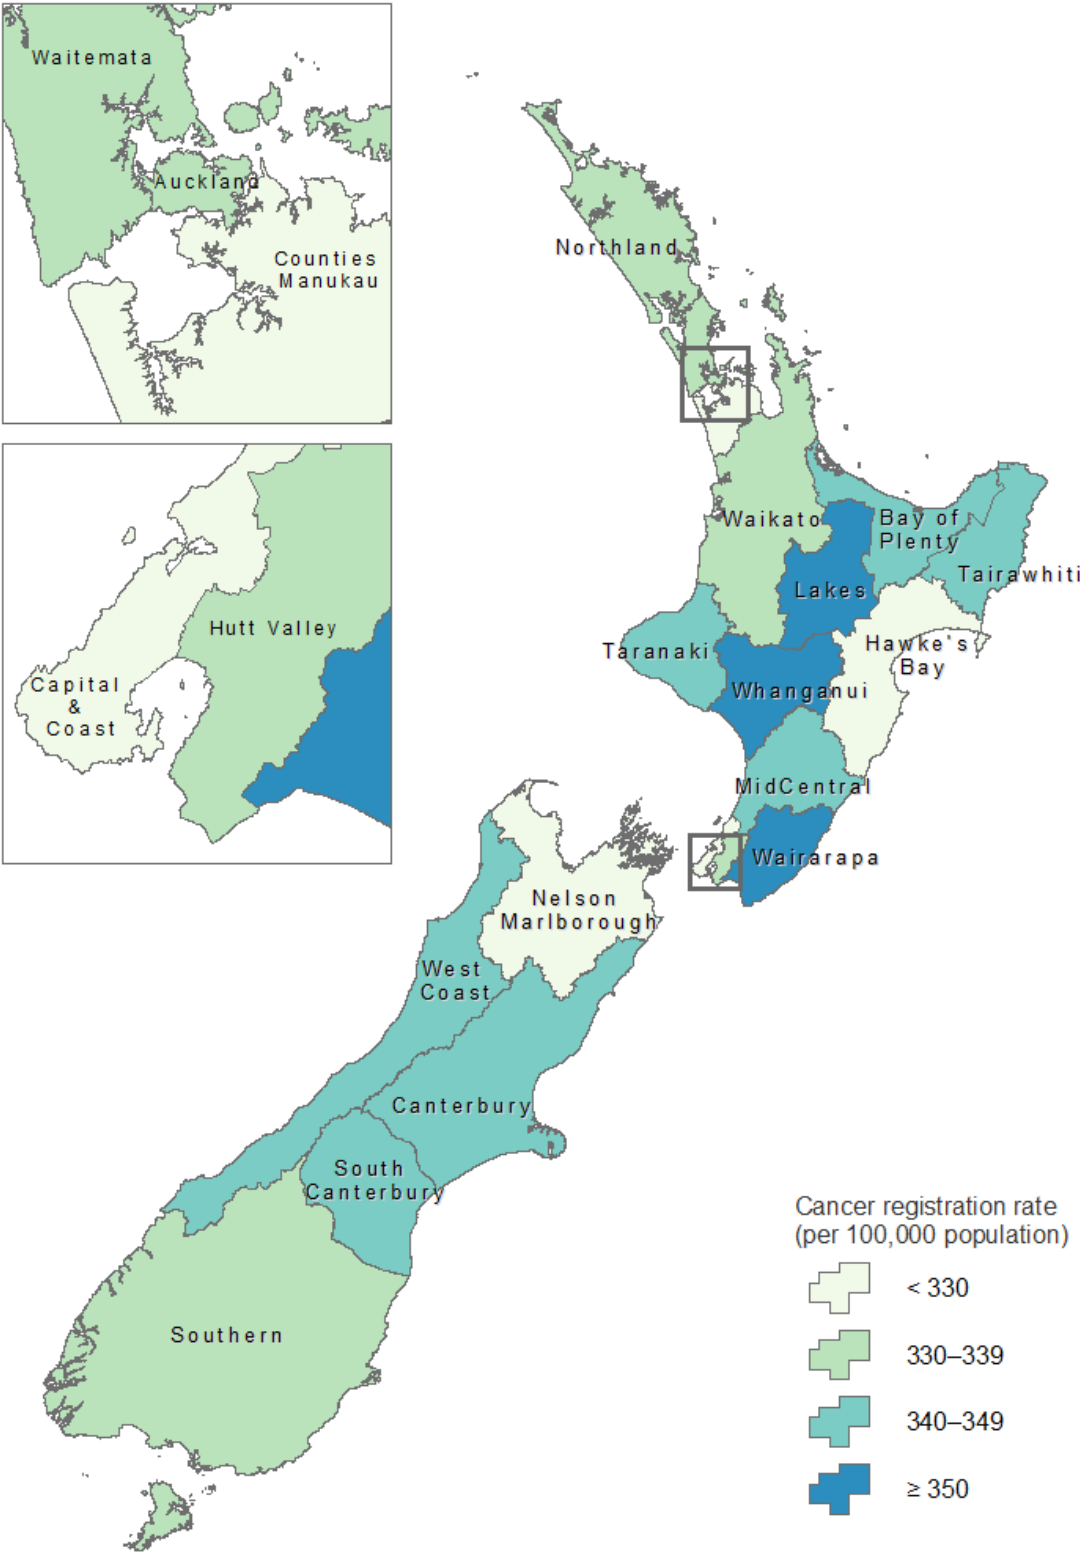 Waitemata
Auckland
Counties
Manukau
Northland
Waikato
Bay of
Plenty
Tairawhiti
Lakes
Taranaki
Hawke's
Bay
Whanganui
MidCentral
Wairarapa
Hutt Valley
Capital
&
Coast
Nelson
Marlborough
West
Coast
Canterbury
South
Canterbury
Southern
Cancer registration rate
(per 100,000 population)
< 330
330–339
340–349
≥ 350